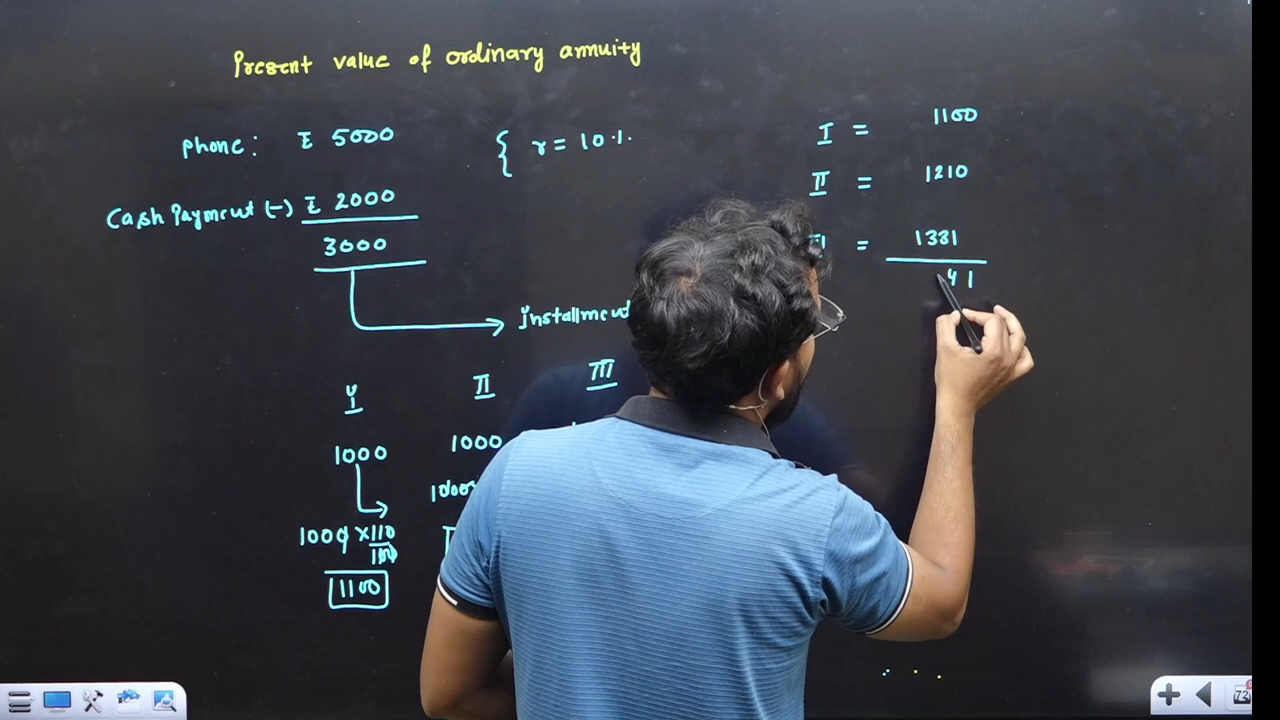 Present value of ordinary annuity
Phone: ₹ 5000
{ r = 10%.
Cash Payment (-) ₹ 2000
3000
Installment
I
II
III
1000
1000
1000 × 110
100
1100
I = 1100
II = 1210
= 1331
41